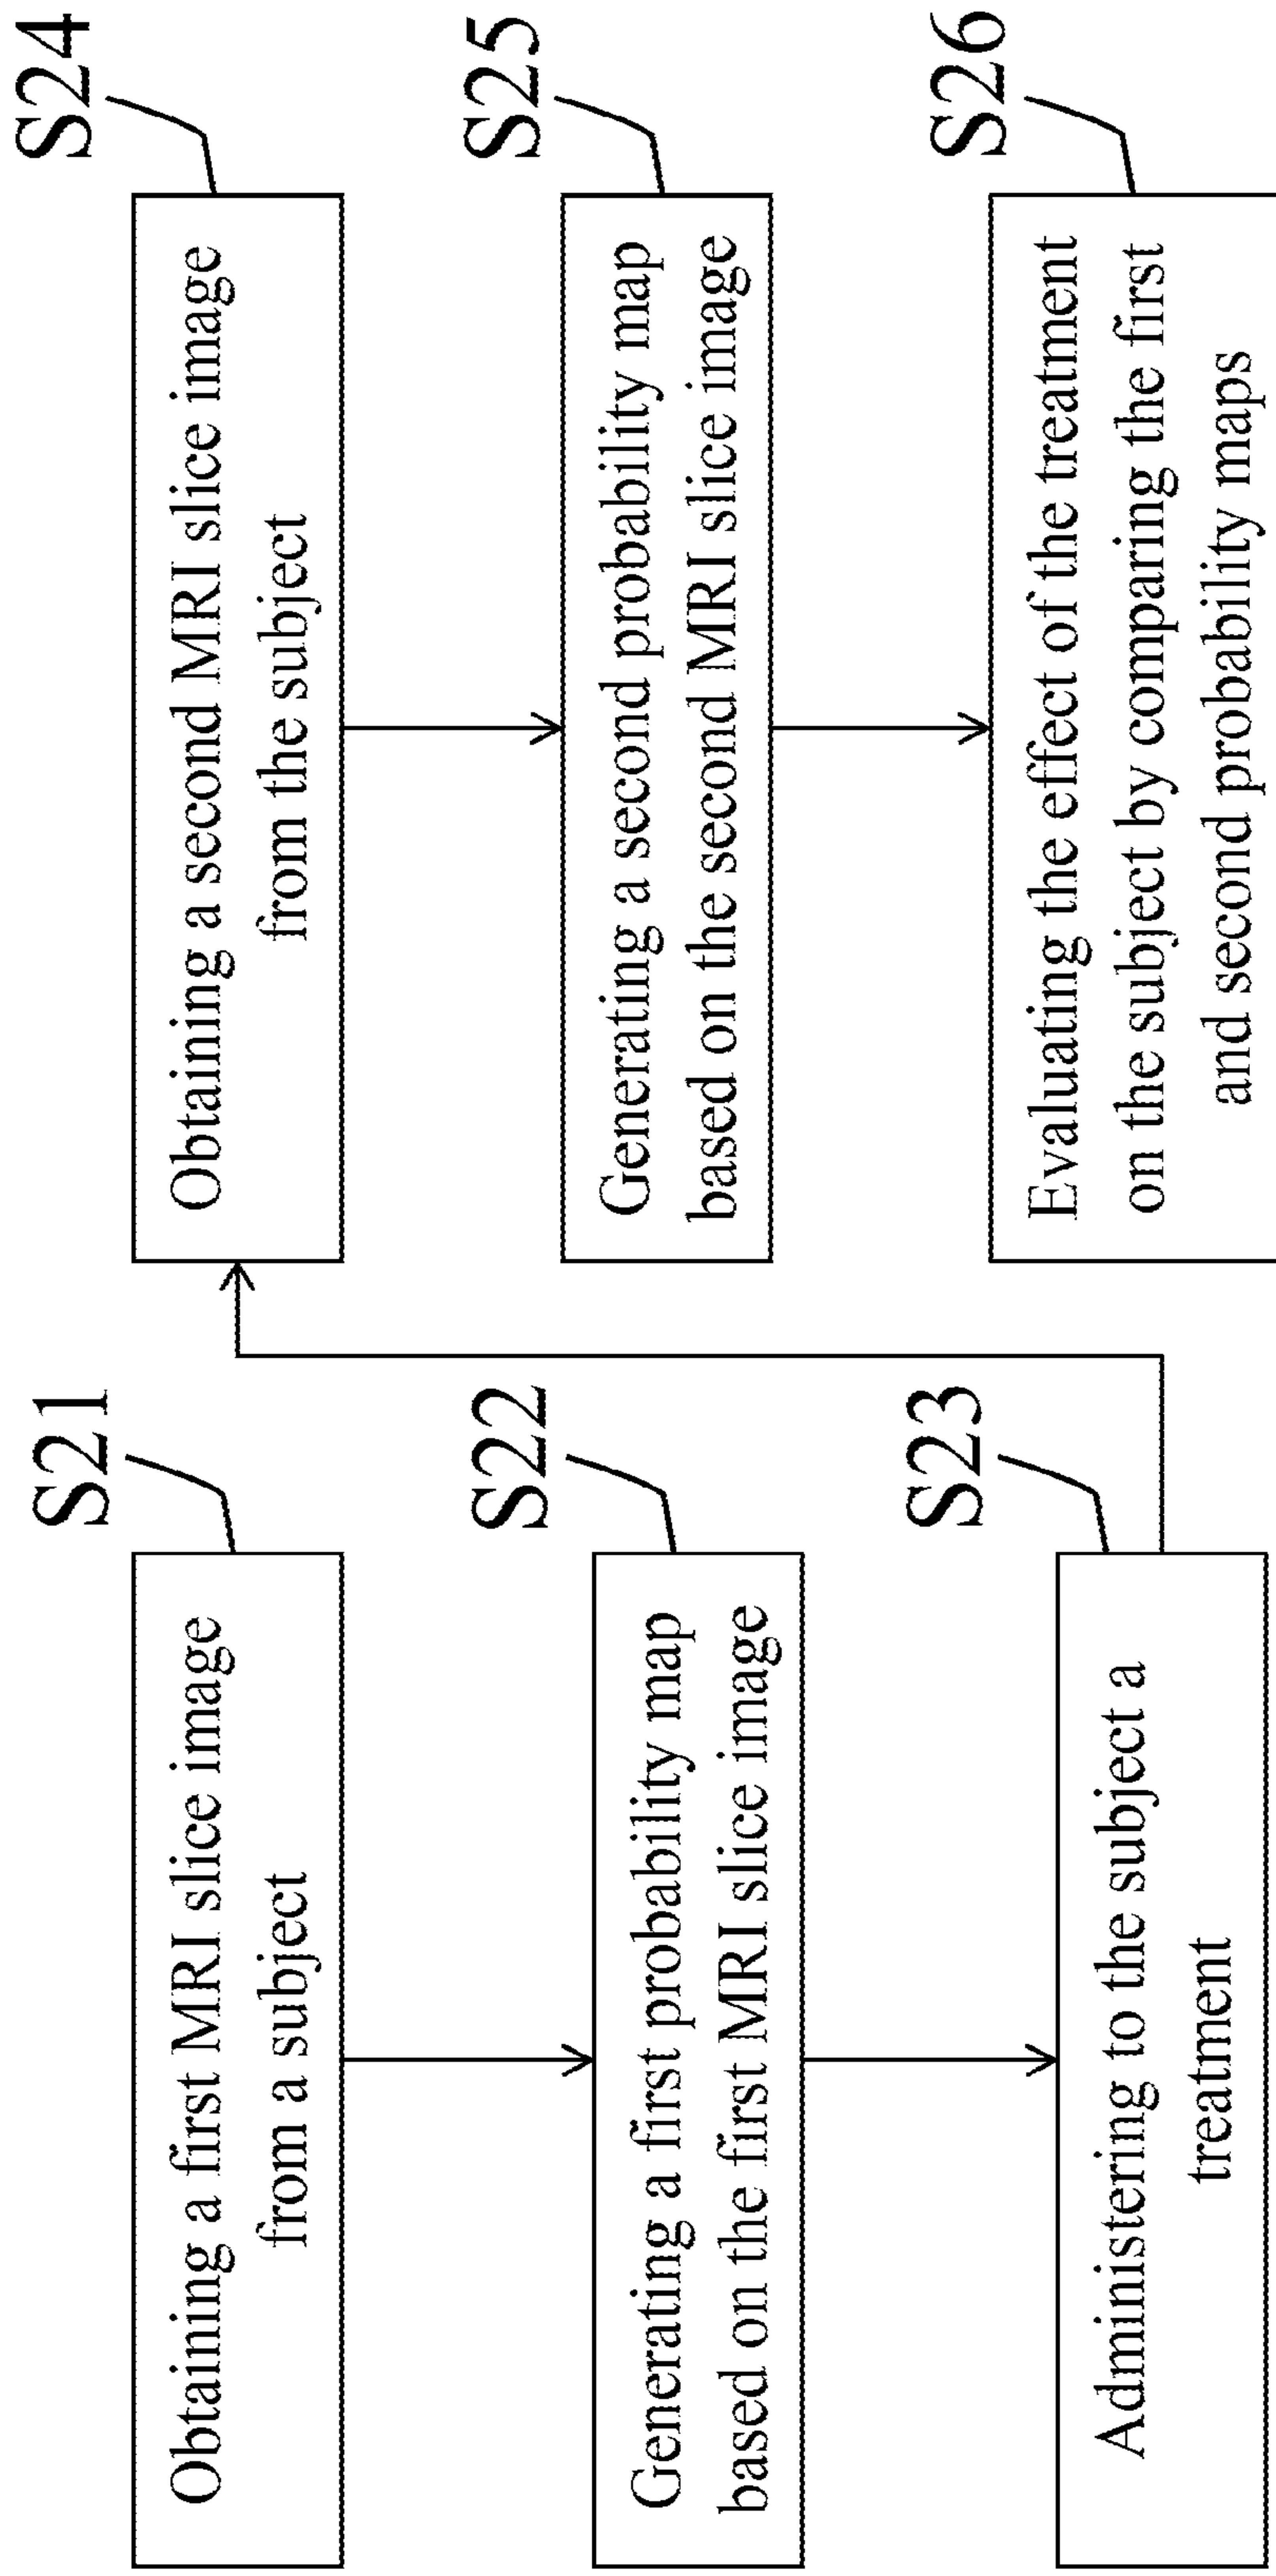 S21
Obtaining a first MRI slice image
from a subject
S22
Generating a first probability map
based on the first MRI slice image
S23
Administering to the subject a
treatment
S24
Obtaining a second MRI slice image
from the subject
S25
Generating a second probability map
based on the second MRI slice image
S26
Evaluating the effect of the treatment
on the subject by comparing the first
and second probability maps